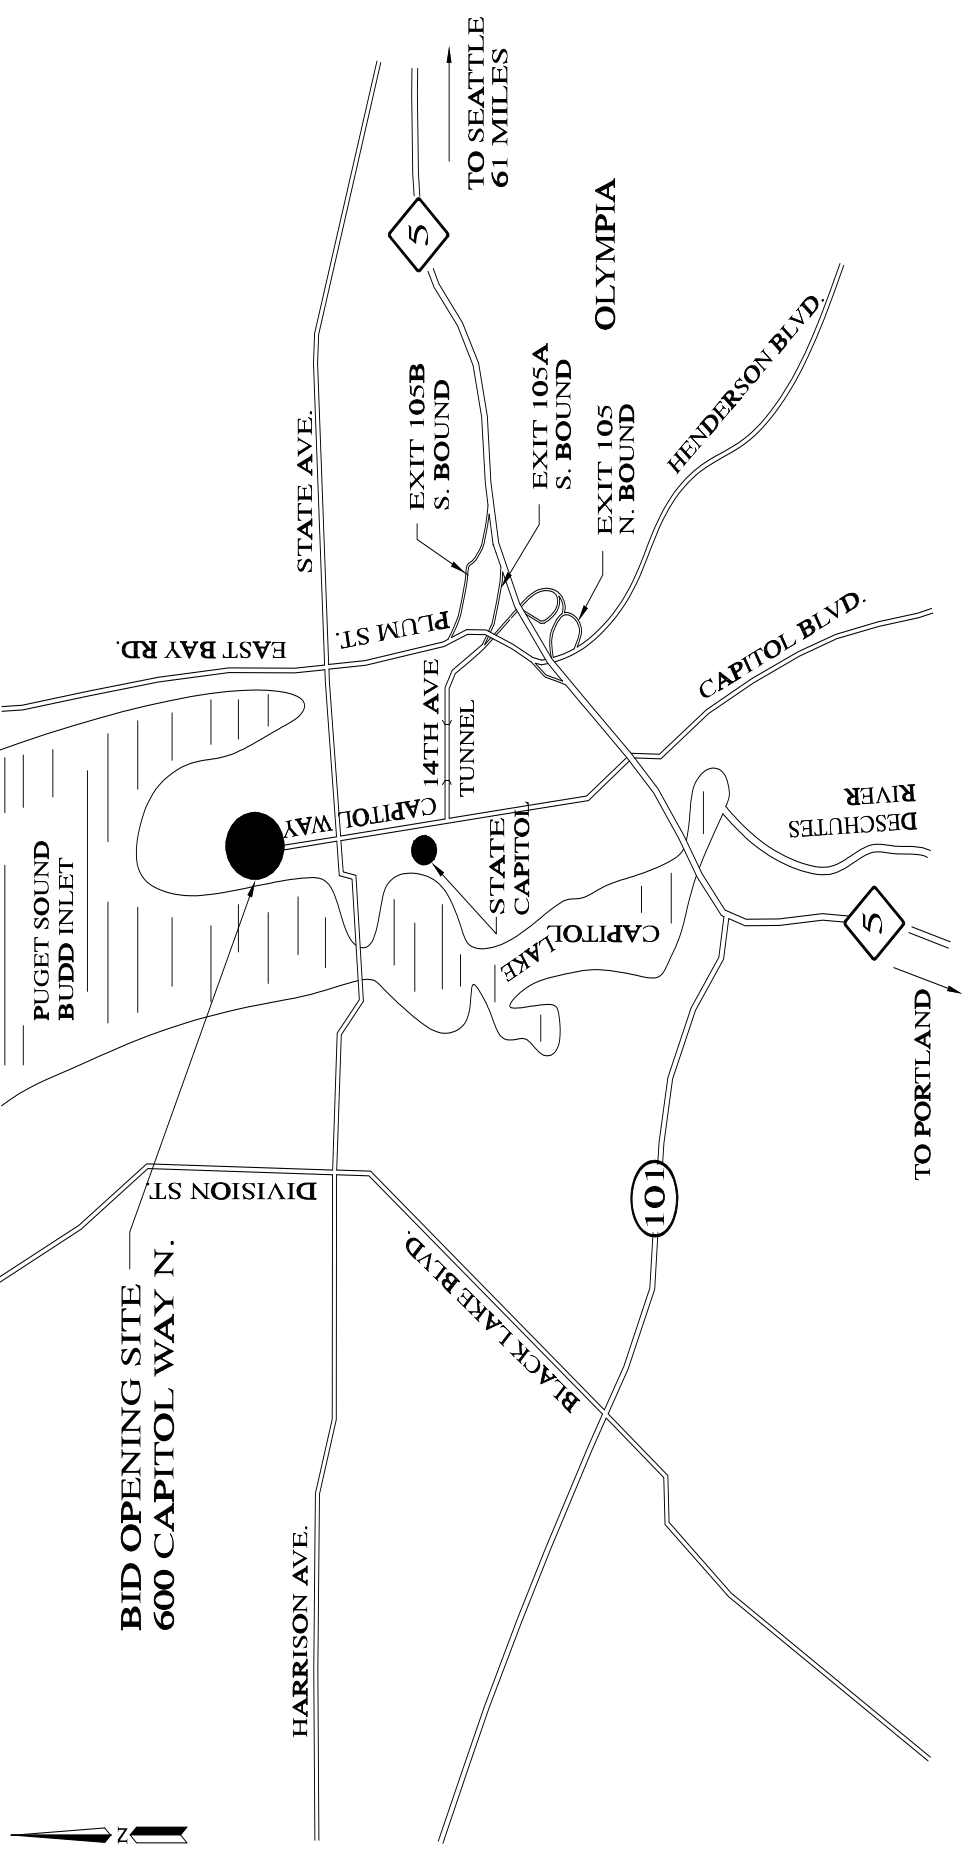 TO SEATTLE
61 MILES
5
OLYMPIA
STATE AVE.
EXIT 105B
S. BOUND
EXIT 105A
S. BOUND
EXIT 105
N. BOUND
HENDERSON BLVD.
EAST BAY RD.
PLUM ST.
CAPITOL BLVD.
14TH AVE
TUNNEL
CAPITOL WAY
STATE
CAPITOL
DESCHUTES
RIVER
PUGET SOUND
BUDD INLET
CAPITOL LAKE
5
TO PORTLAND
101
DIVISION ST.
BLACK LAKE BLVD.
BID OPENING SITE
600 CAPITOL WAY N.
HARRISON AVE.
N